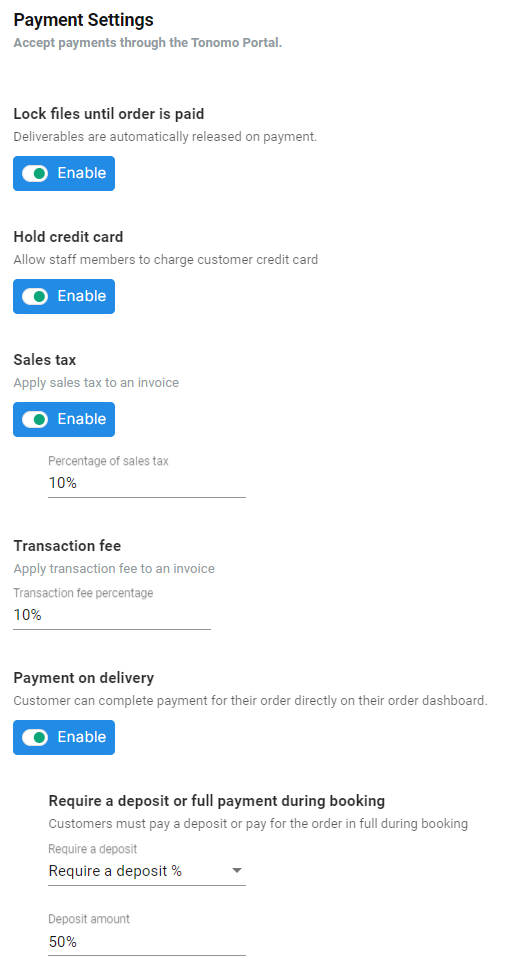 Payment Settings
Accept payments through the Tonomo Portal.
Lock files until order is paid
Deliverables are automatically released on payment.
Enable
Hold credit card
Allow staff members to charge customer credit card
Enable
Sales tax
Apply sales tax to an invoice
Enable
Percentage of sales tax
10%
Transaction fee
Apply transaction fee to an invoice
Transaction fee percentage
10%
Payment on delivery
Customer can complete payment for their order directly on their order dashboard.
Enable
Require a deposit or full payment during booking
Customers must pay a deposit or pay for the order in full during booking
Require a deposit
Require a deposit %
Deposit amount
50%